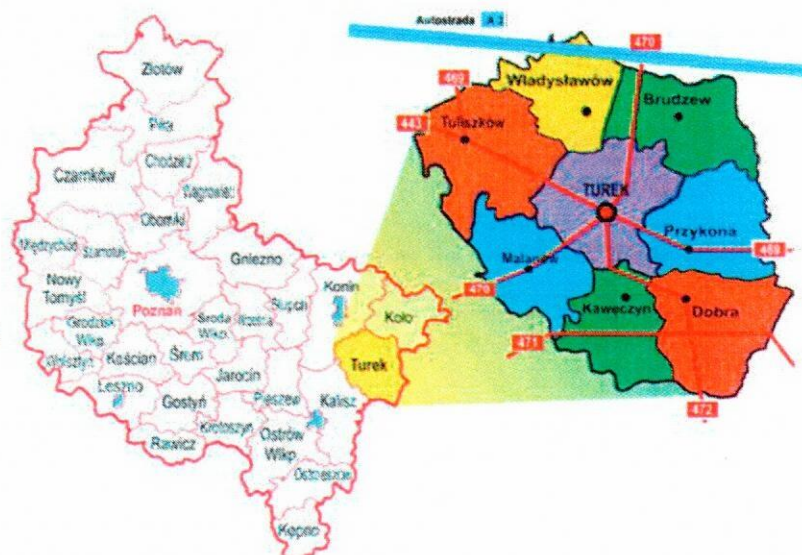 Złotów
Piła
Czarnków
Chodzież
Wągrowiec
Oborniki
Międzychód
Szamotuły
Nowy
Tomyśl
Poznań
Gniezno
Grodzisk
Wlkp.
Wolsztyn
Kościan
Śrem
Środa
Wlkp.
Września
Słupca
Konin
Koło
Turek
Leszno
Gostyń
Jarocin
Pleszew
Kalisz
Rawicz
Krotoszyn
Ostrów
Wlkp.
Ostrzeszów
Kępno
Autostrada
470
469
443
Władysławów
Brudzew
Tuliszków
TUREK
Przykona
469
Malanów
470
Kawęczyn
Dobra
471
472